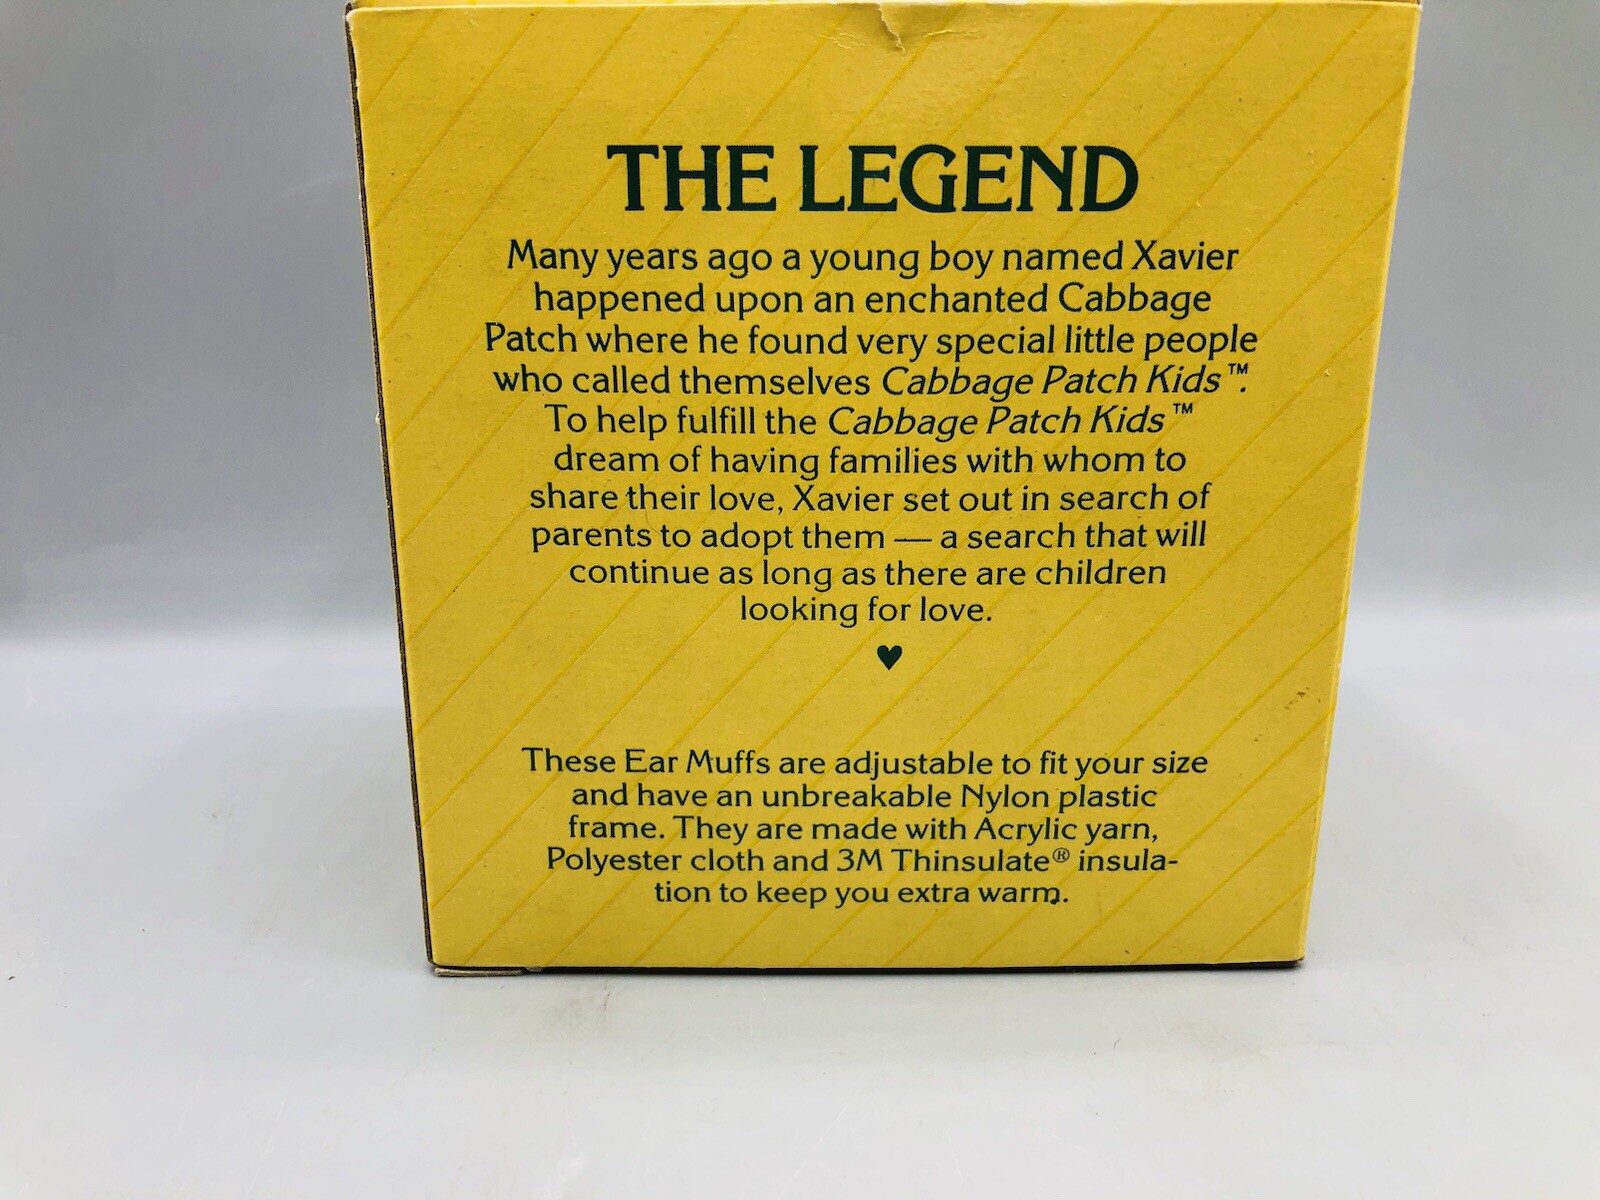 THE LEGEND
Many years ago a young boy named Xavier
happened upon an enchanted Cabbage
Patch where he found very special little people
who called themselves Cabbage Patch Kids™.
To help fulfill the Cabbage Patch Kids™
dream of having families with whom to
share their love, Xavier set out in search of
parents to adopt them — a search that will
continue as long as there are children
looking for love.
♥
These Ear Muffs are adjustable to fit your size
and have an unbreakable Nylon plastic
frame. They are made with Acrylic yarn,
Polyester cloth and 3M Thinsulate® insula-
tion to keep you extra warm.